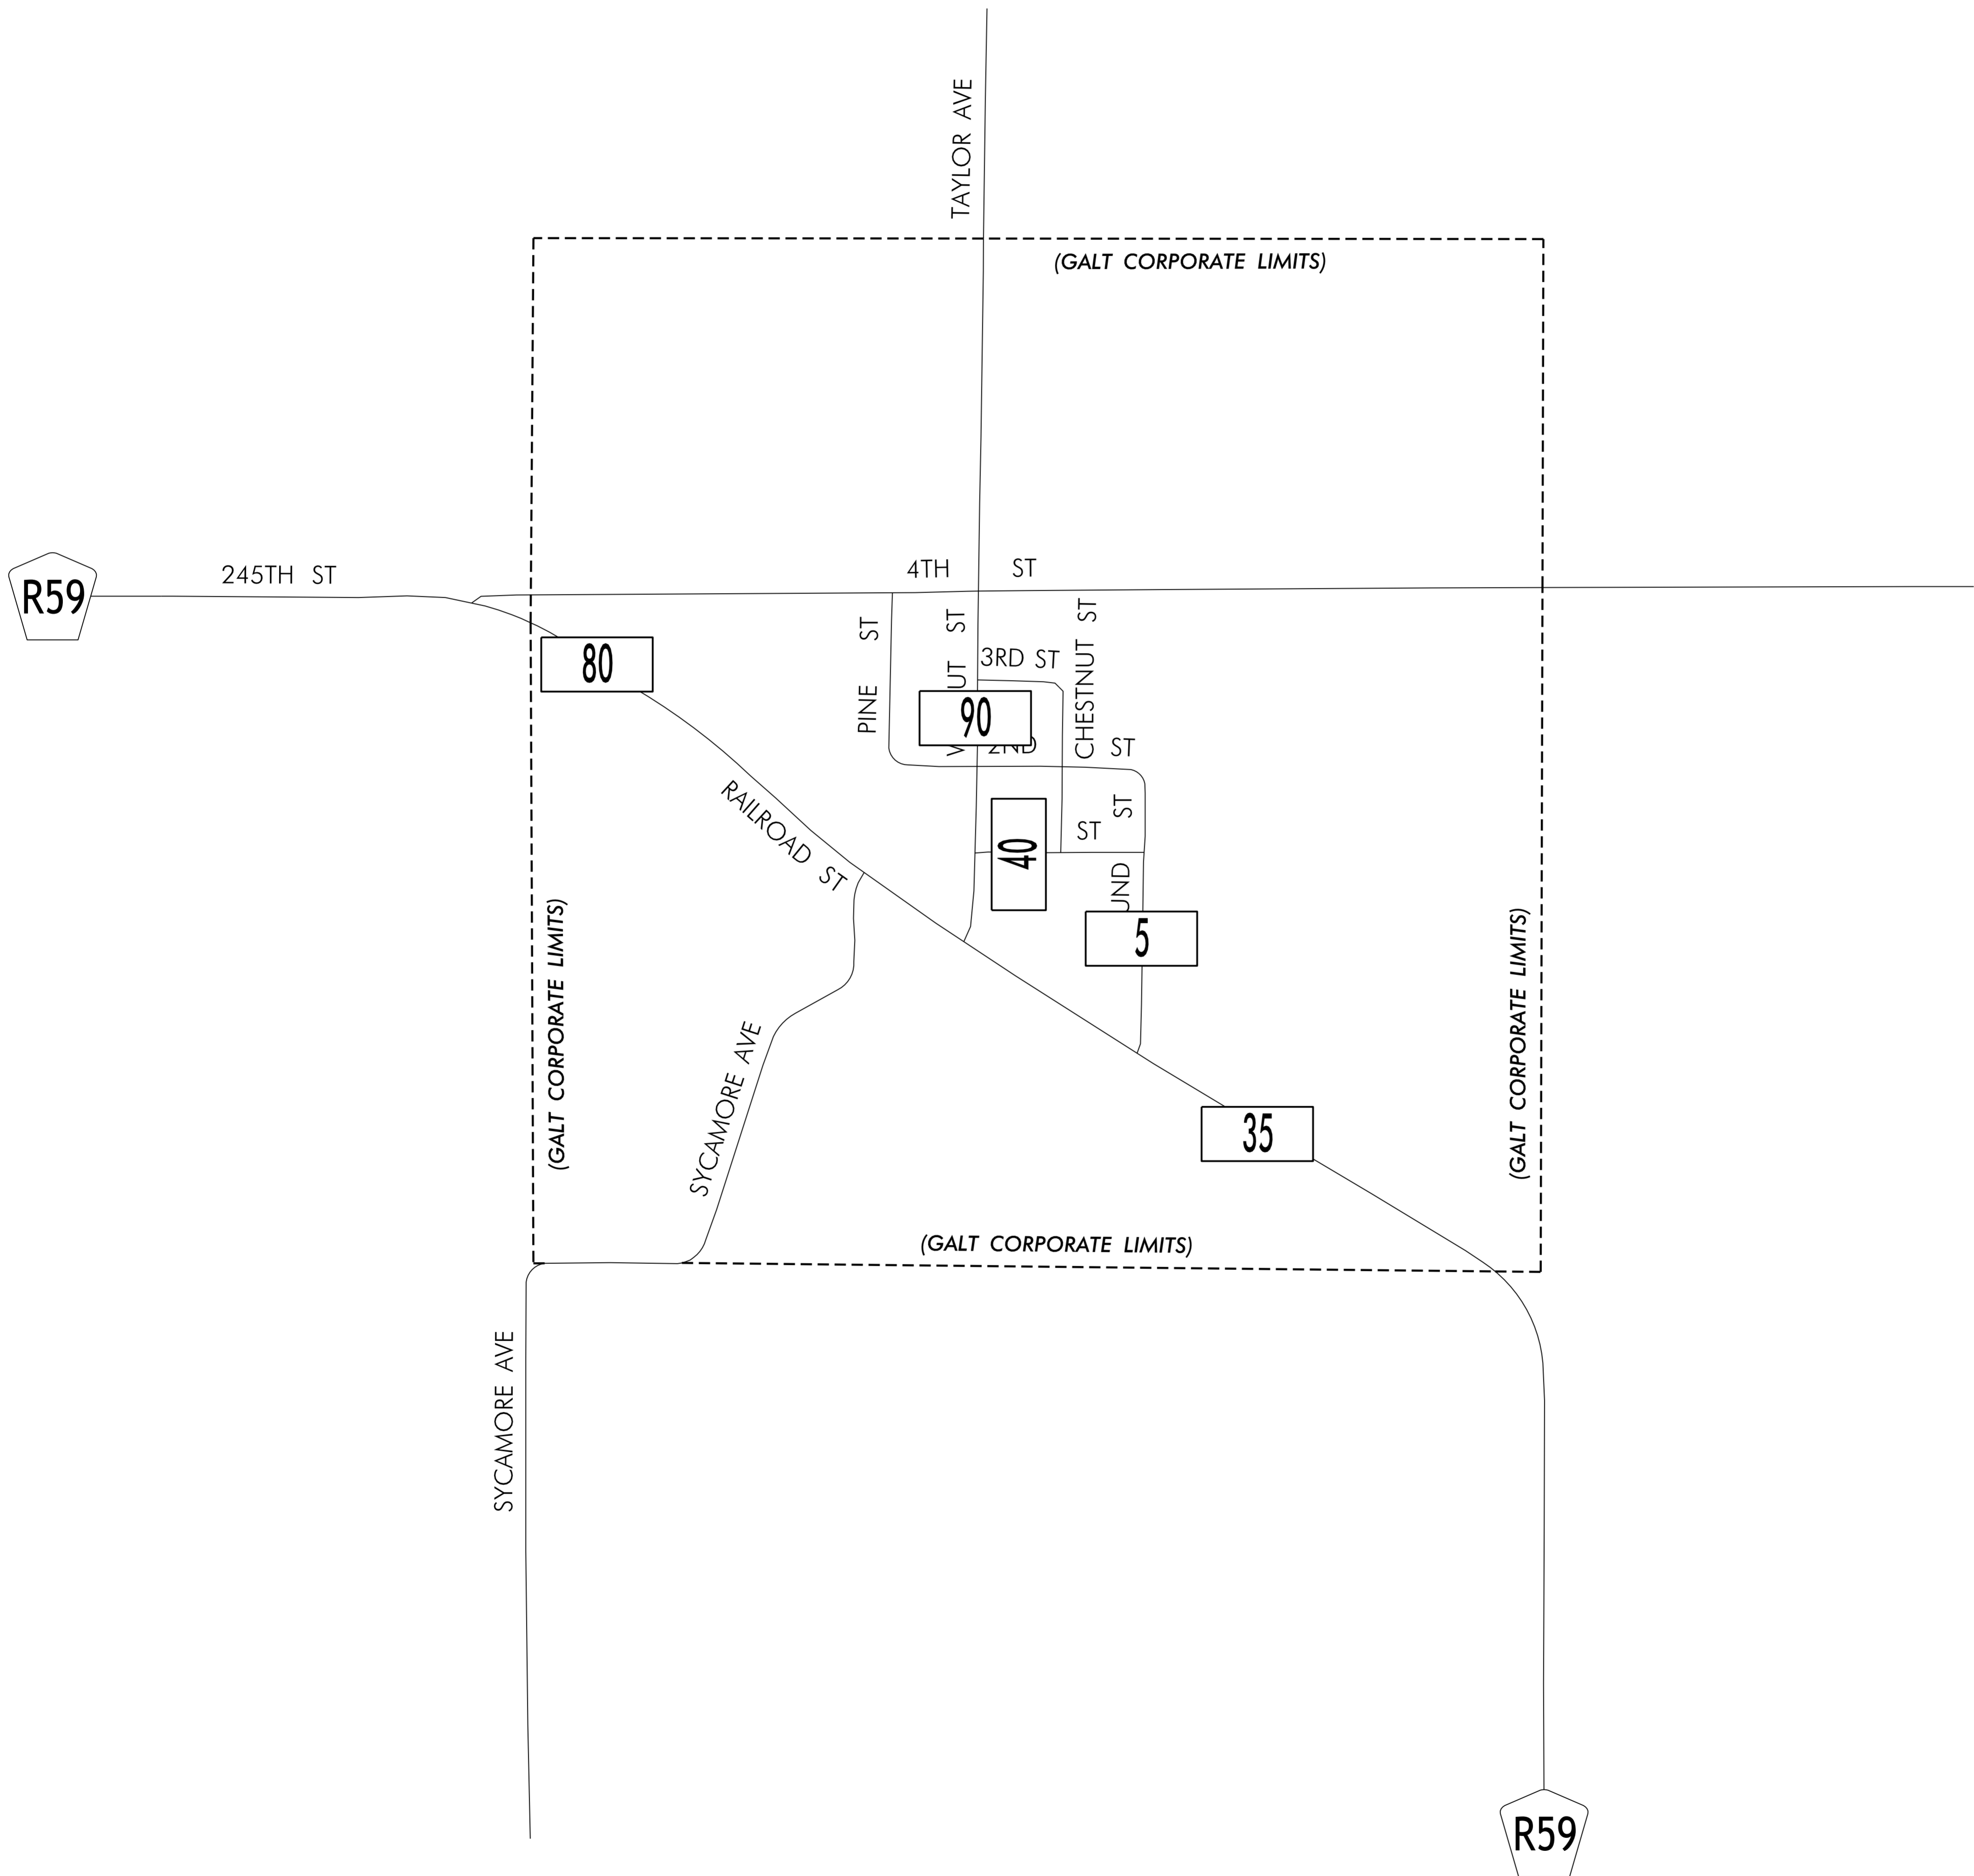 TAYLOR AVE
(GALT CORPORATE LIMITS)
245TH ST
4TH ST
R59
80
PINE ST
ST
3RD ST
CHESTNUT ST
90
2ND ST
RAILROAD ST
40
ST
ST
5
(GALT CORPORATE LIMITS)
(GALT CORPORATE LIMITS)
SYCAMORE AVE
35
(GALT CORPORATE LIMITS)
SYCAMORE AVE
R59